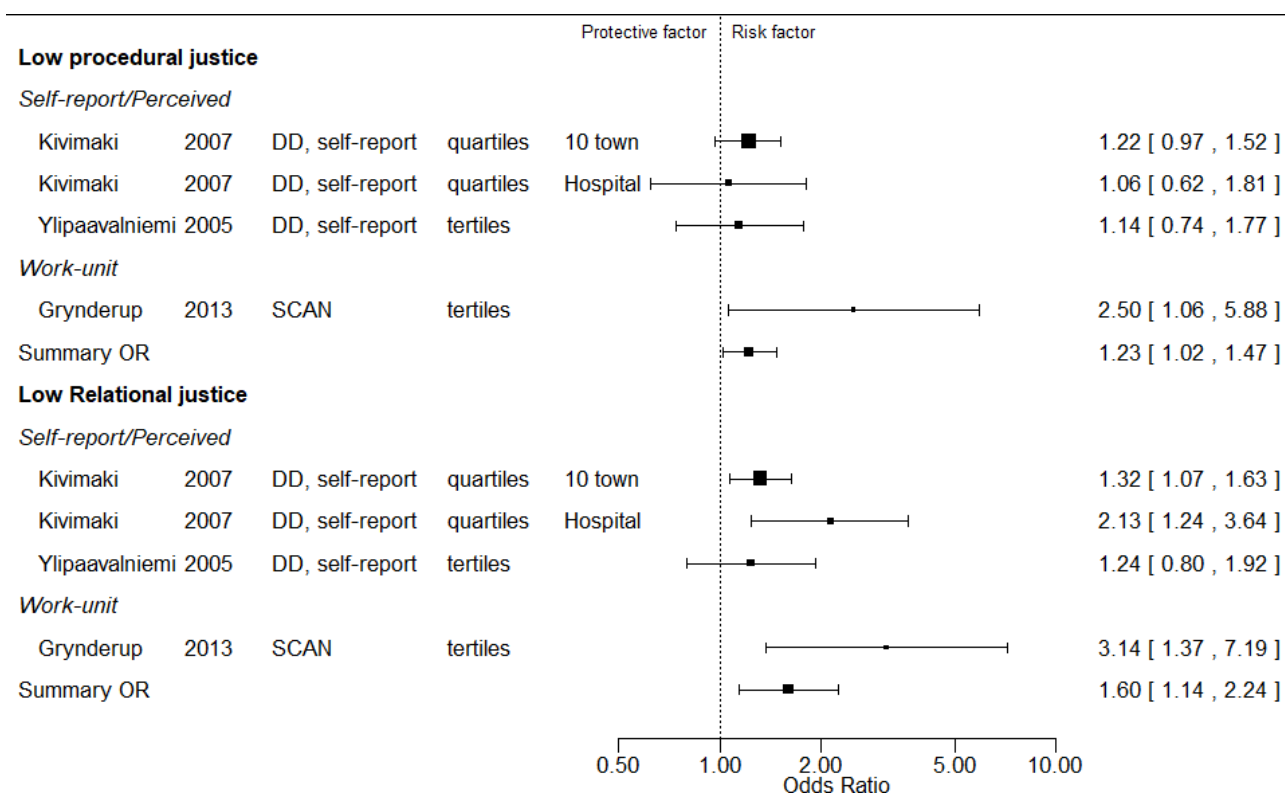 Protective factor Risk factor
Low procedural justice
Self-report/Perceived
Kivimaki 2007 DD, self-report quartiles 10 town 1.22 [ 0.97 , 1.52 ]
Kivimaki 2007 DD, self-report quartiles Hospital 1.06 [ 0.62 , 1.81 ]
Ylipaavalniemi 2005 DD, self-report tertiles 1.14 [ 0.74 , 1.77 ]
Work-unit
Grynderup 2013 SCAN tertiles 2.50 [ 1.06 , 5.88 ]
Summary OR 1.23 [ 1.02 , 1.47 ]
Low Relational justice
Self-report/Perceived
Kivimaki 2007 DD, self-report quartiles 10 town 1.32 [ 1.07 , 1.63 ]
Kivimaki 2007 DD, self-report quartiles Hospital 2.13 [ 1.24 , 3.64 ]
Ylipaavalniemi 2005 DD, self-report tertiles 1.24 [ 0.80 , 1.92 ]
Work-unit
Grynderup 2013 SCAN tertiles 3.14 [ 1.37 , 7.19 ]
Summary OR 1.60 [ 1.14 , 2.24 ]
0.50 1.00 2.00 5.00 10.00
Odds Ratio